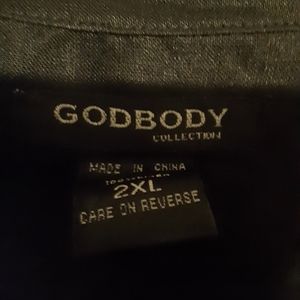 GODBODY
COLLECTION
MADE IN CHINA
2XL
CARE ON REVERSE